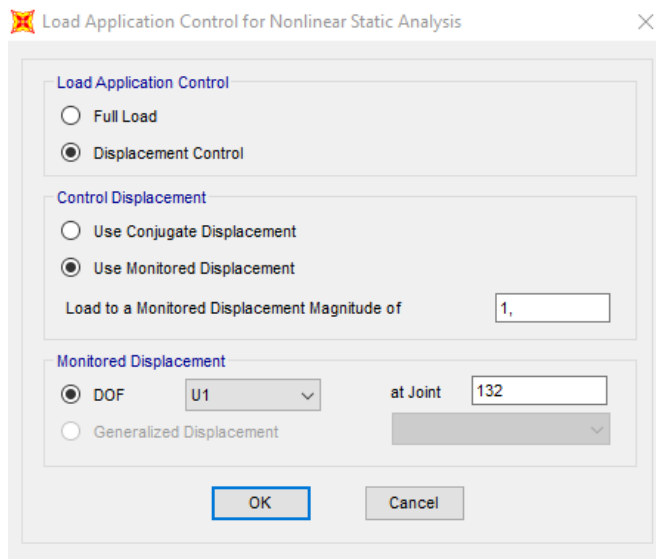 Load Application Control for Nonlinear Static Analysis
Load Application Control
Full Load
Displacement Control
Control Displacement
Use Conjugate Displacement
Use Monitored Displacement
Load to a Monitored Displacement Magnitude of 1,
Monitored Displacement
DOF U1 at Joint 132
Generalized Displacement
OK Cancel